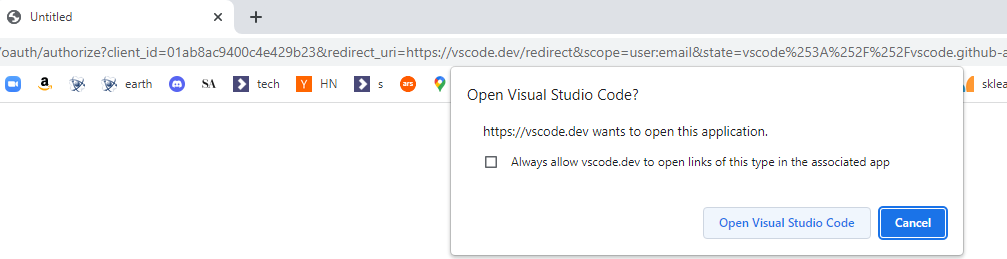 Untitled
/oauth/authorize?client_id=01ab8ac9400c4e429b23&redirect_uri=https://vscode.dev/redirect&scope=user:email&state=vscode%253A%252F%252Fvscode.github-a
earth
SA
tech
Y HN
s
ars
sklea
Open Visual Studio Code?
https://vscode.dev wants to open this application.
Always allow vscode.dev to open links of this type in the associated app
Open Visual Studio Code
Cancel